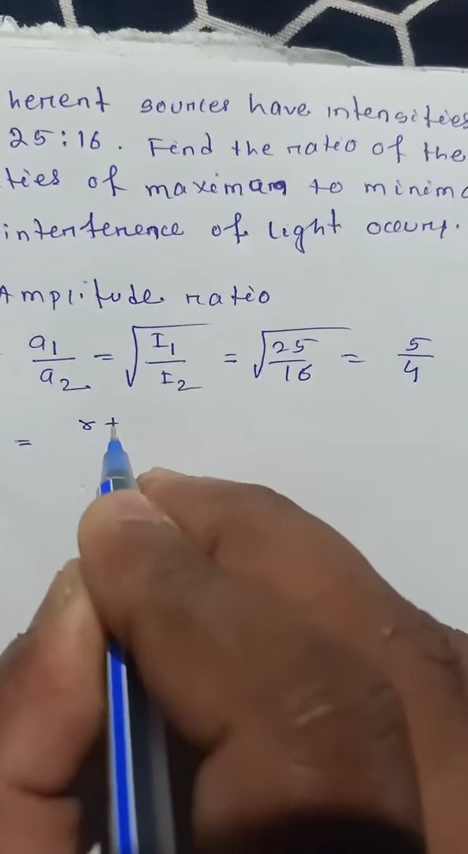 herent sources have intensities
25:16. Find the ratio of the
ties of maximam to minima
interference of light occurs.
Amplitude ratio
a1/a2 = √(I1/I2) = √(25/16) = 5/4
= r +